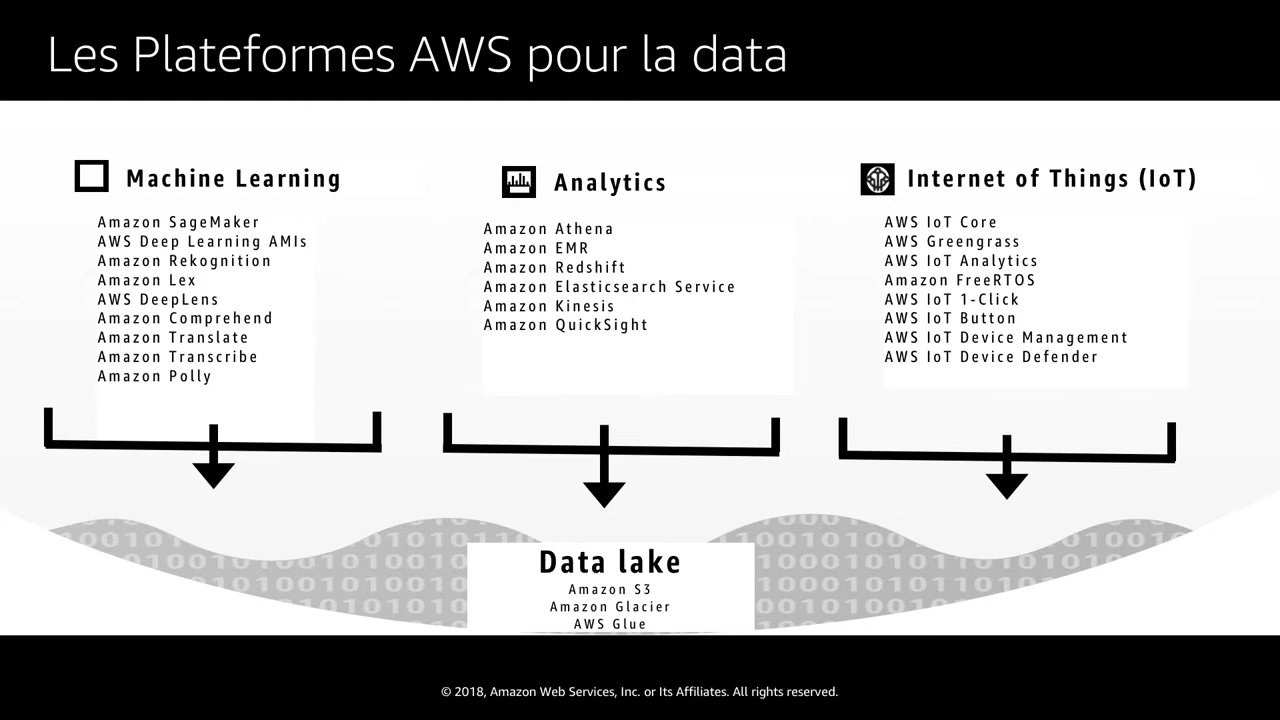 Les Plateformes AWS pour la data
Machine Learning
Amazon SageMaker
AWS Deep Learning AMIs
Amazon Rekognition
Amazon Lex
AWS DeepLens
Amazon Comprehend
Amazon Translate
Amazon Transcribe
Amazon Polly
Analytics
Amazon Athena
Amazon EMR
Amazon Redshift
Amazon Elasticsearch Service
Amazon Kinesis
Amazon QuickSight
Internet of Things (IoT)
AWS IoT Core
AWS Greengrass
AWS IoT Analytics
Amazon FreeRTOS
AWS IoT 1-Click
AWS IoT Button
AWS IoT Device Management
AWS IoT Device Defender
Data lake
Amazon S3
Amazon Glacier
AWS Glue
© 2018, Amazon Web Services, Inc. or Its Affiliates. All rights reserved.